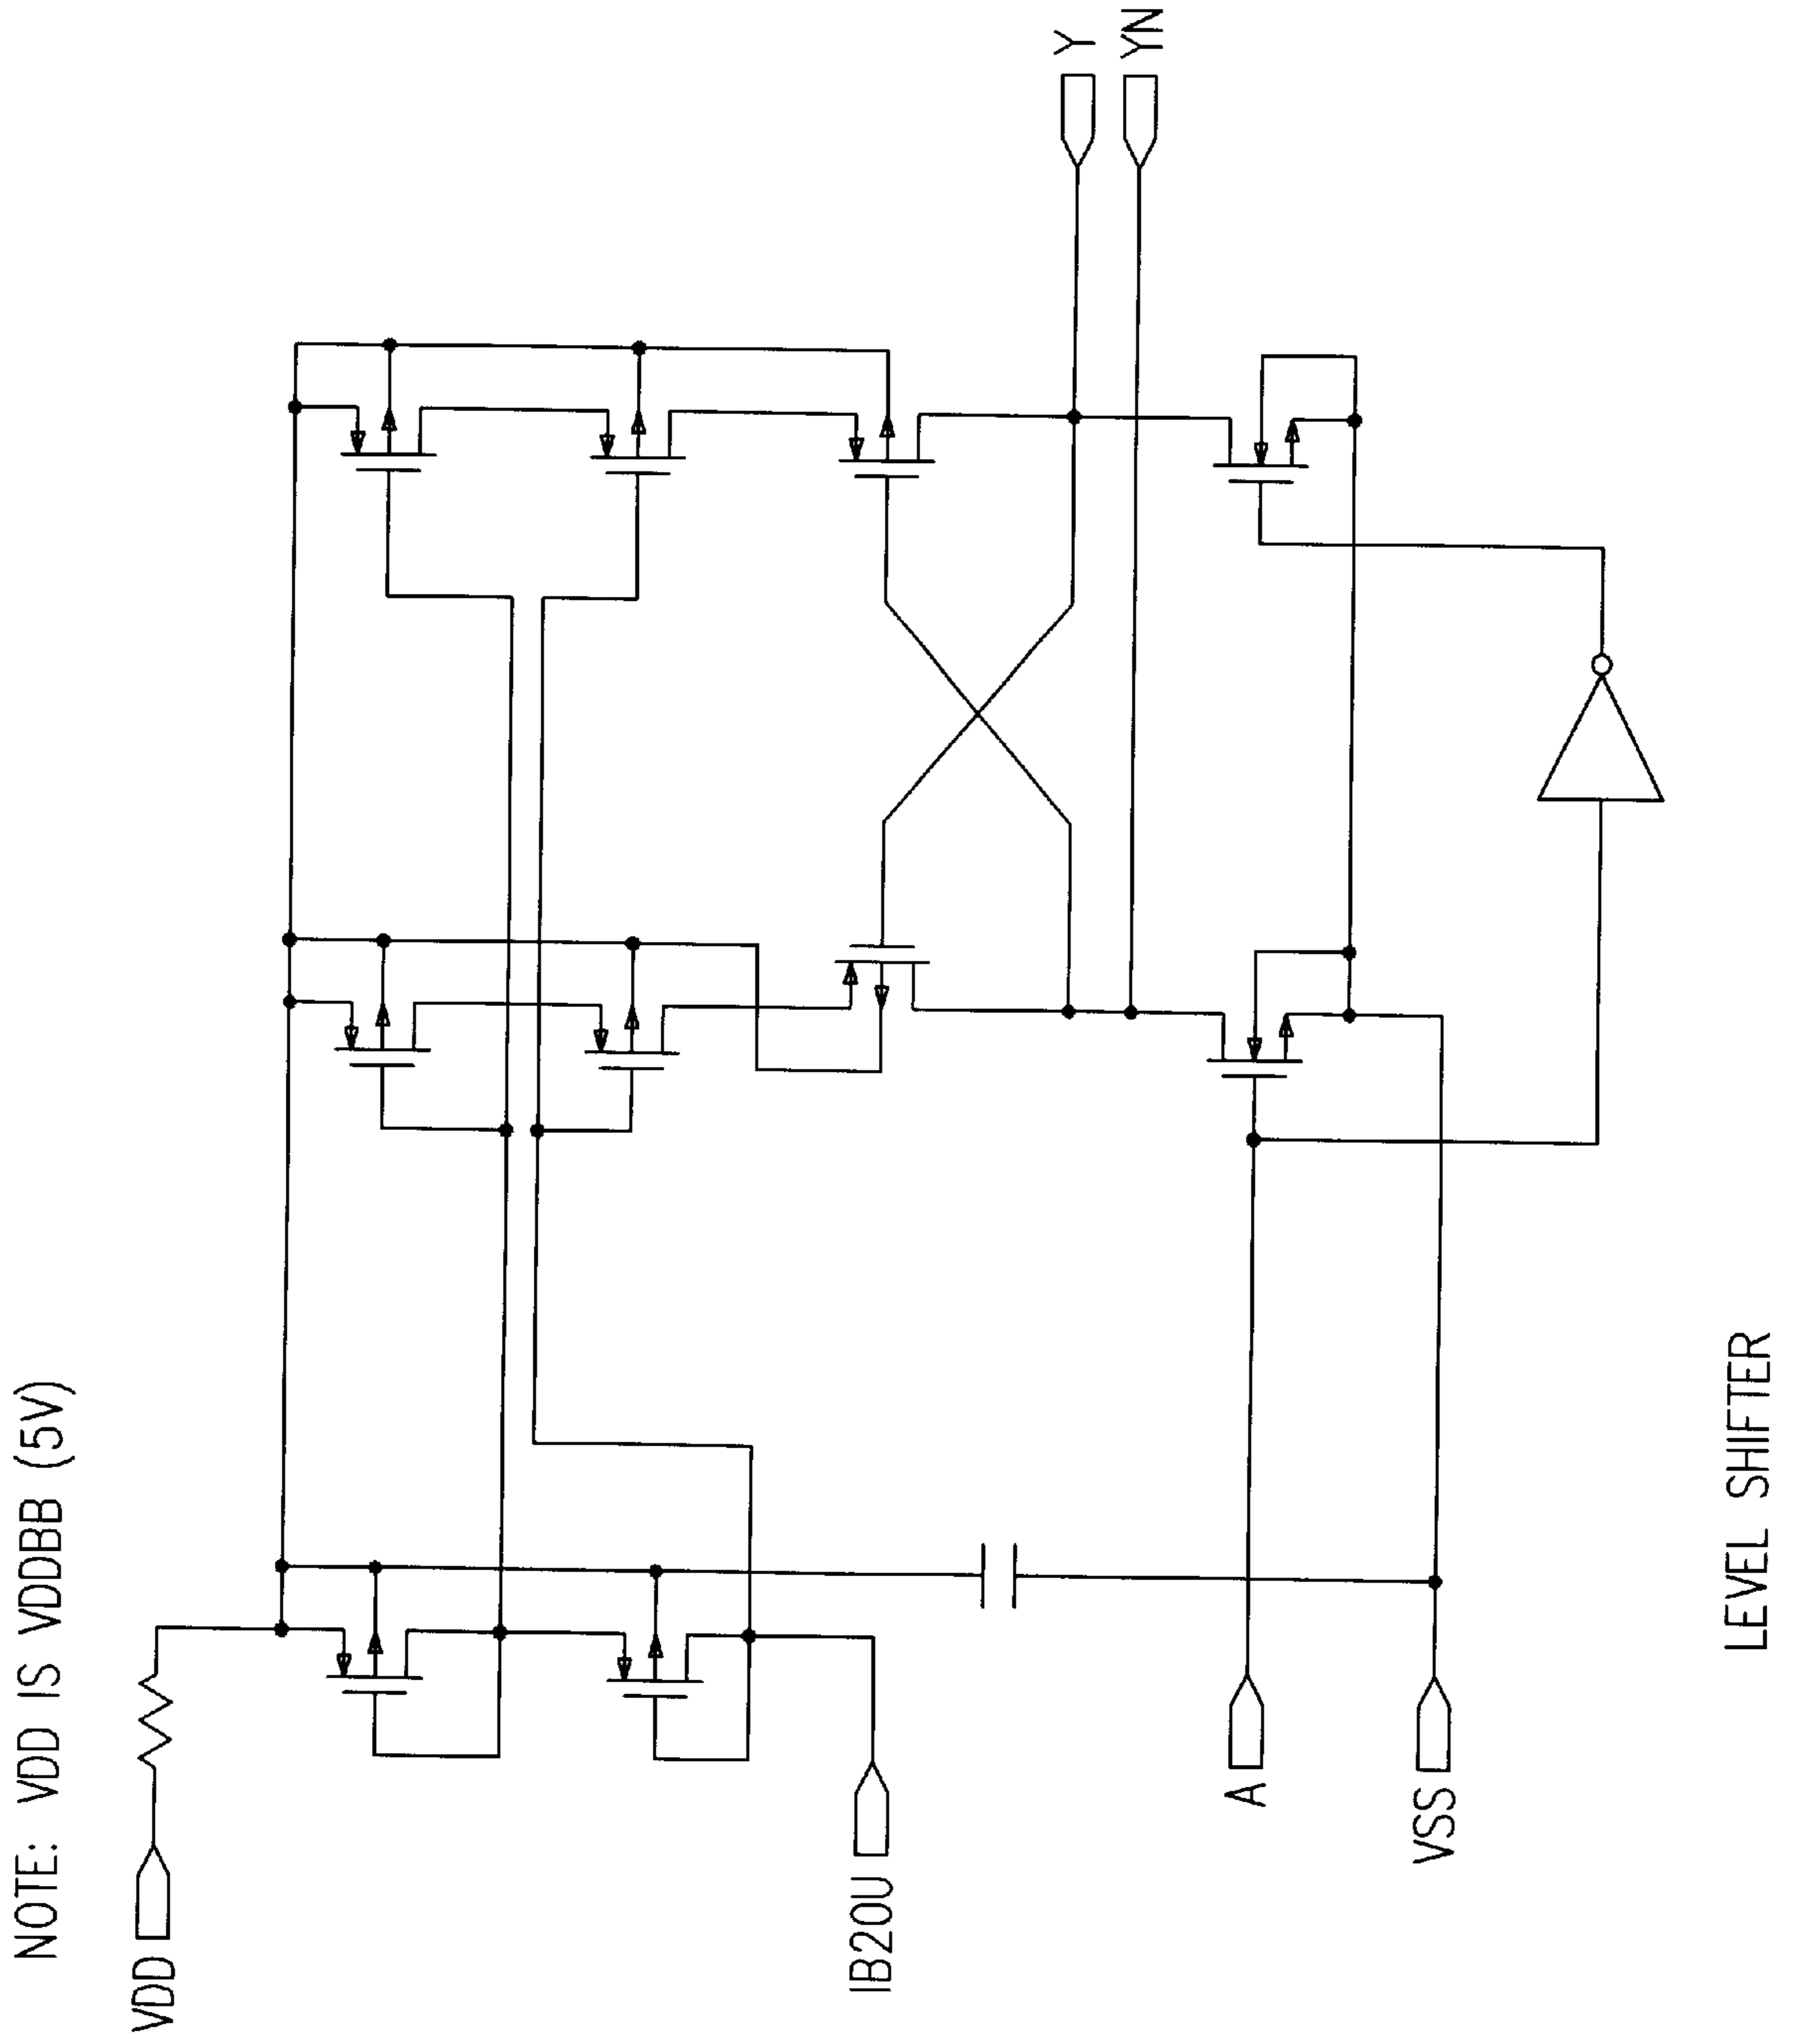 NOTE: VDD IS VDDBB (5V)
VDD
IB20U
A
VSS
Y
YN
LEVEL SHIFTER